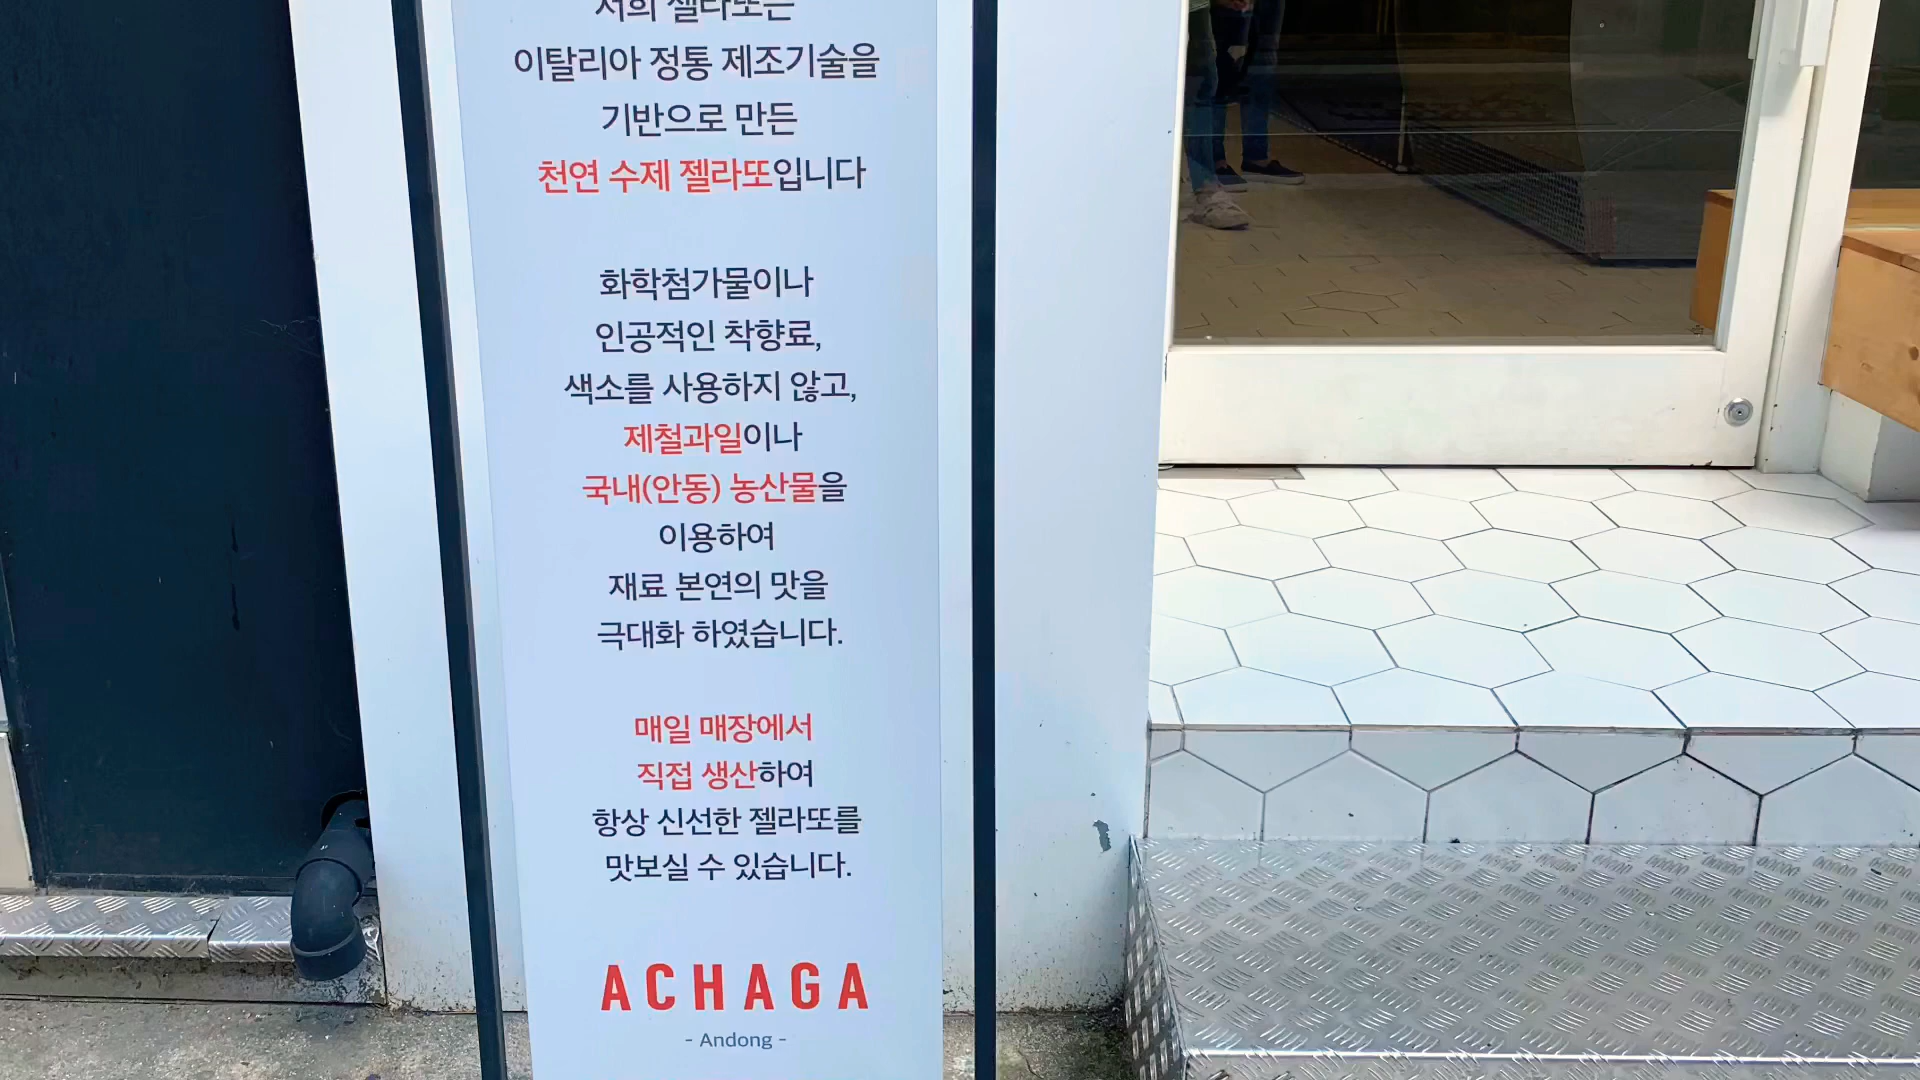 저희 젤라또는
이탈리아 정통 제조기술을
기반으로 만든
천연 수제 젤라또입니다
화학첨가물이나
인공적인 착향료,
색소를 사용하지 않고,
제철과일이나
국내(안동) 농산물을
이용하여
재료 본연의 맛을
극대화 하였습니다.
매일 매장에서
직접 생산하여
항상 신선한 젤라또를
맛보실 수 있습니다.
ACHAGA
- Andong -